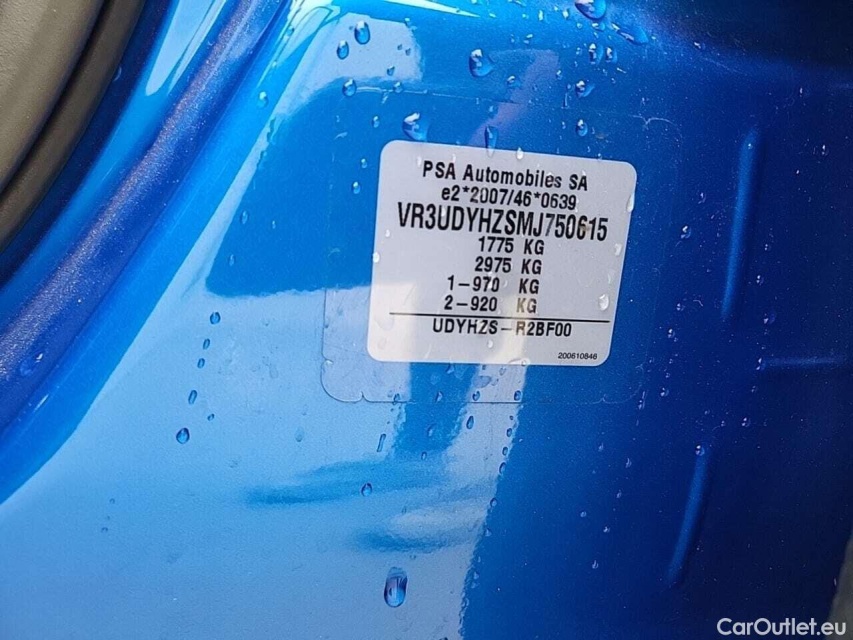 PSA Automobiles SA
e2*2007/46*0639
VR3UDYHZSMJ750615
1775 KG
2975 KG
1-970 KG
2-920 KG
UDYHZS-R2BF00
200610846
CarOutlet.eu